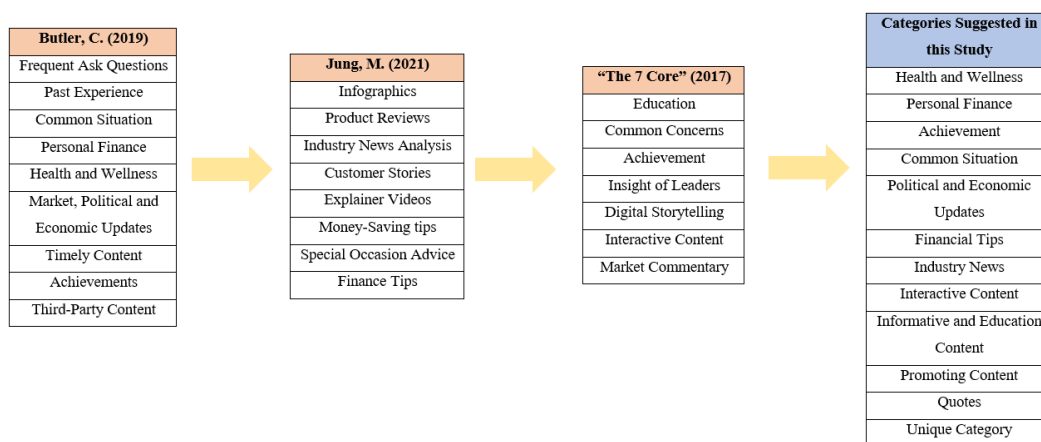 Butler, C. (2019)
Frequent Ask Questions
Past Experience
Common Situation
Personal Finance
Health and Wellness
Market, Political and
Economic Updates
Timely Content
Achievements
Third-Party Content
Jung, M. (2021)
Infographics
Product Reviews
Industry News Analysis
Customer Stories
Explainer Videos
Money-Saving tips
Special Occasion Advice
Finance Tips
“The 7 Core” (2017)
Education
Common Concerns
Achievement
Insight of Leaders
Digital Storytelling
Interactive Content
Market Commentary
Categories Suggested in
this Study
Health and Wellness
Personal Finance
Achievement
Common Situation
Political and Economic
Updates
Financial Tips
Industry News
Interactive Content
Informative and Education
Content
Promoting Content
Quotes
Unique Category